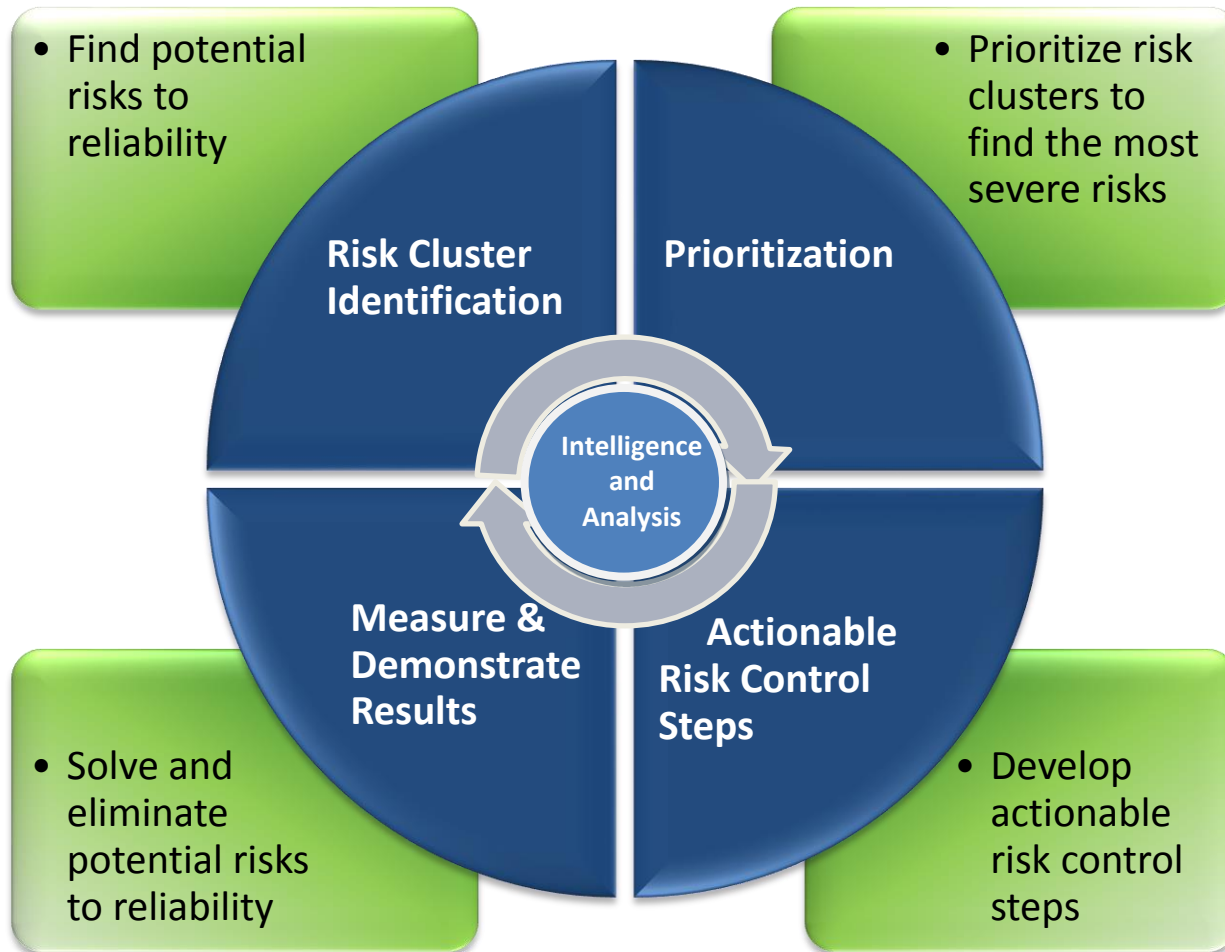 • Find potential
risks to
reliability
• Prioritize risk
clusters to
find the most
severe risks
Risk Cluster
Identification
Prioritization
Intelligence
and
Analysis
Measure &
Demonstrate
Results
Actionable
Risk Control
Steps
• Solve and
eliminate
potential risks
to reliability
• Develop
actionable
risk control
steps